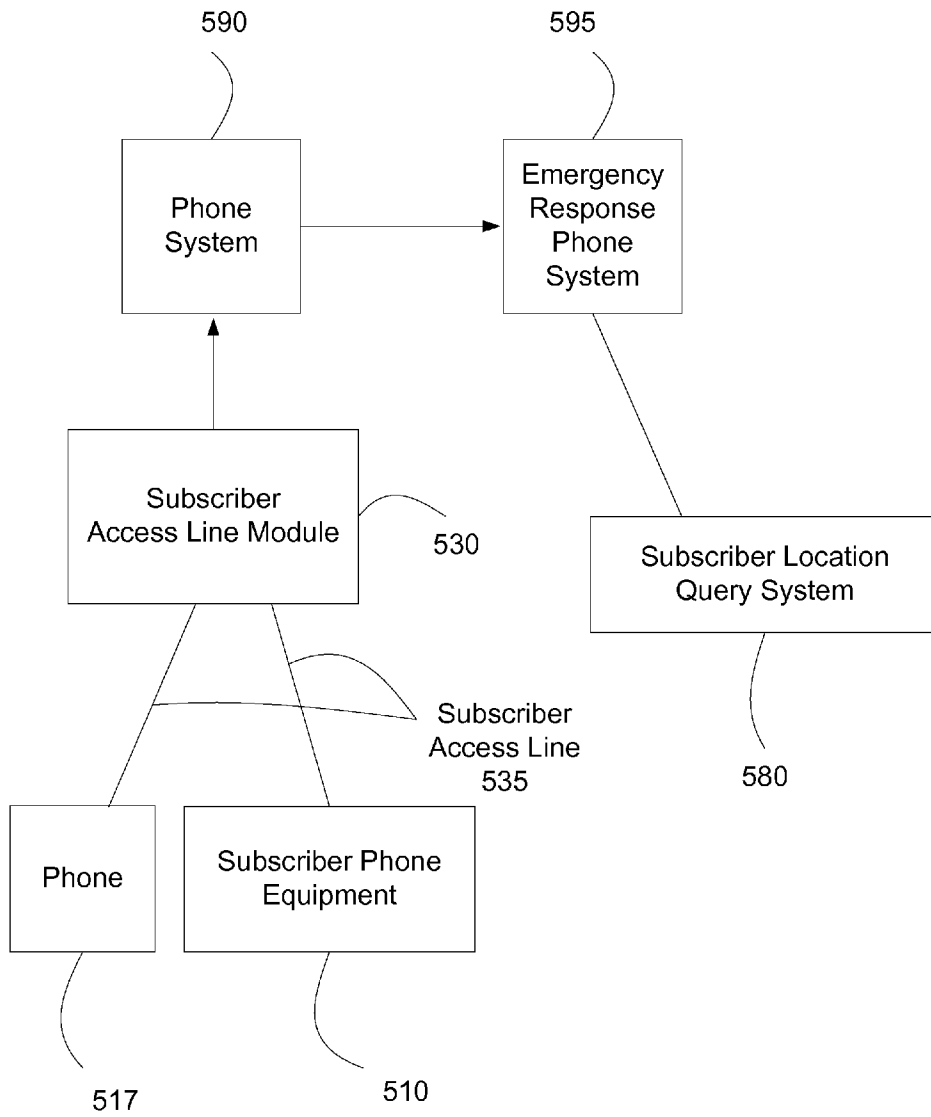 590
595
Phone
System
Emergency
Response
Phone
System
Subscriber
Access Line Module
530
Subscriber Location
Query System
580
Subscriber
Access Line
535
Phone
Subscriber Phone
Equipment
517
510